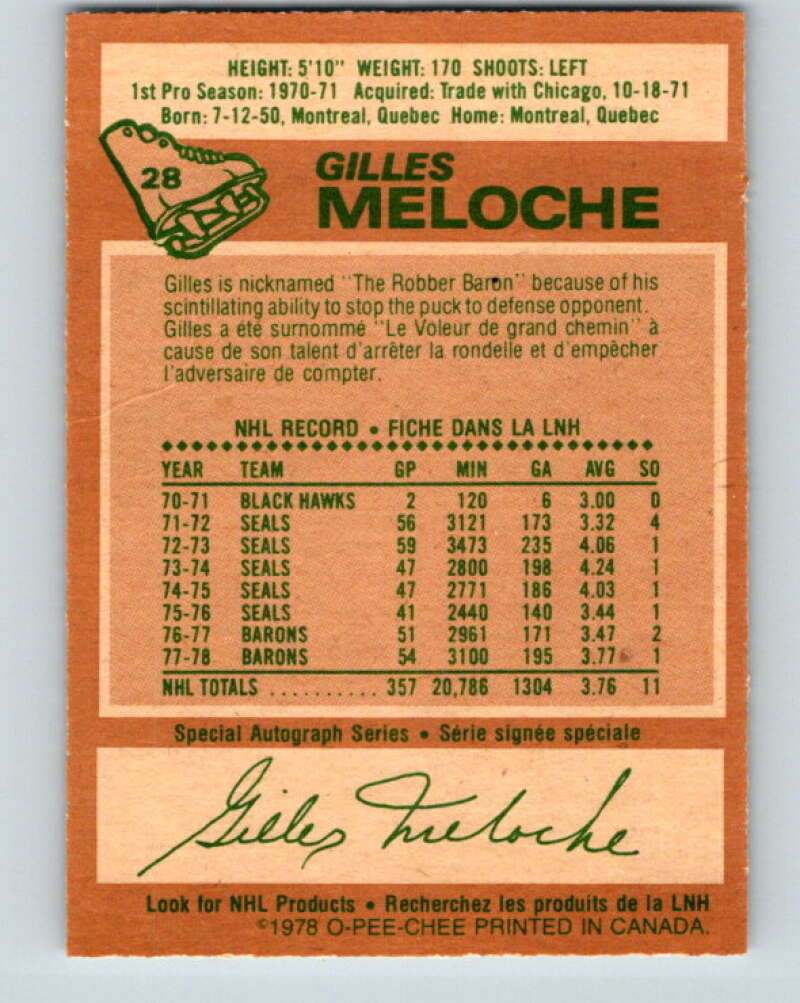 HEIGHT: 5'10" WEIGHT: 170 SHOOTS: LEFT
1st Pro Season: 1970-71 Acquired: Trade with Chicago, 10-18-71
Born: 7-12-50, Montreal, Quebec Home: Montreal, Quebec
28
GILLES
MELOCHE
Gilles is nicknamed "The Robber Baron" because of his
scintillating ability to stop the puck to defense opponent.
Gilles a été surnommé "Le Voleur de grand chemin" à
cause de son talent d'arrêter la rondelle et d'empêcher
l'adversaire de compter.
NHL RECORD • FICHE DANS LA LNH
YEAR TEAM GP MIN GA AVG SO
70-71 BLACK HAWKS 2 120 6 3.00 0
71-72 SEALS 56 3121 173 3.32 4
72-73 SEALS 59 3473 235 4.06 1
73-74 SEALS 47 2800 198 4.24 1
74-75 SEALS 47 2771 186 4.03 1
75-76 SEALS 41 2440 140 3.44 1
76-77 BARONS 51 2961 171 3.47 2
77-78 BARONS 54 3100 195 3.77 1
NHL TOTALS .......... 357 20,786 1304 3.76 11
Special Autograph Series • Série signée spéciale
Gilles Meloche
Look for NHL Products • Recherchez les produits de la LNH
©1978 O-PEE-CHEE PRINTED IN CANADA.